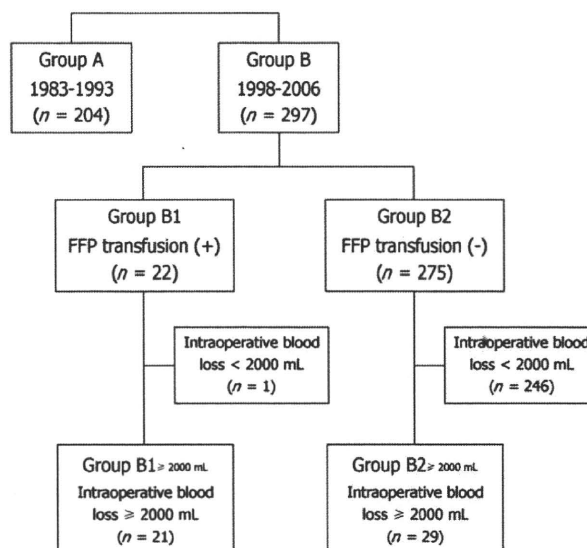 Group A
1983-1993
(n = 204)
Group B
1998-2006
(n = 297)
Group B1
FFP transfusion (+)
(n = 22)
Group B2
FFP transfusion (-)
(n = 275)
Intraoperative blood
loss < 2000 mL
(n = 1)
Intraoperative blood
loss < 2000 mL
(n = 246)
Group B1≥ 2000 mL
Intraoperative blood
loss ≥ 2000 mL
(n = 21)
Group B2≥ 2000 mL
Intraoperative blood
loss ≥ 2000 mL
(n = 29)